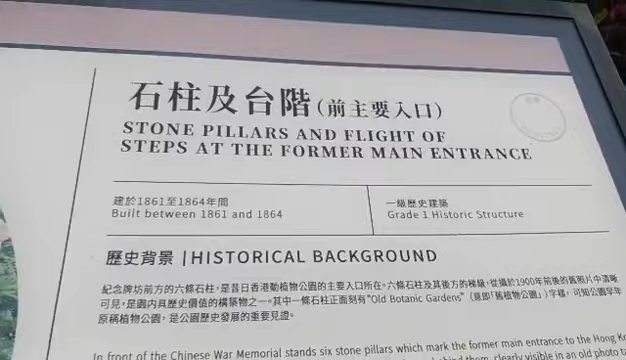 石柱及台階(前主要入口)
STONE PILLARS AND FLIGHT OF
STEPS AT THE FORMER MAIN ENTRANCE
建於1861至1864年間
Built between 1861 and 1864
一級歷史建築
Grade 1 Historic Structure
歷史背景 | HISTORICAL BACKGROUND
紀念牌坊前方的六條石柱，是昔日香港動植物公園的主要入口所在。六條石柱及其後方的梯級，從攝於1900年前後的舊照片中清晰
可見，是園內具歷史價值的構築物之一。其中一條石柱正面刻有"Old Botanic Gardens"（意即「舊植物公園」）字樣，可知公園早年
原稱植物公園，是公園歷史發展的重要見證。
In front of the Chinese War Memorial stands six stone pillars which mark the former main entrance to the Hong
clearly visible in an old photo